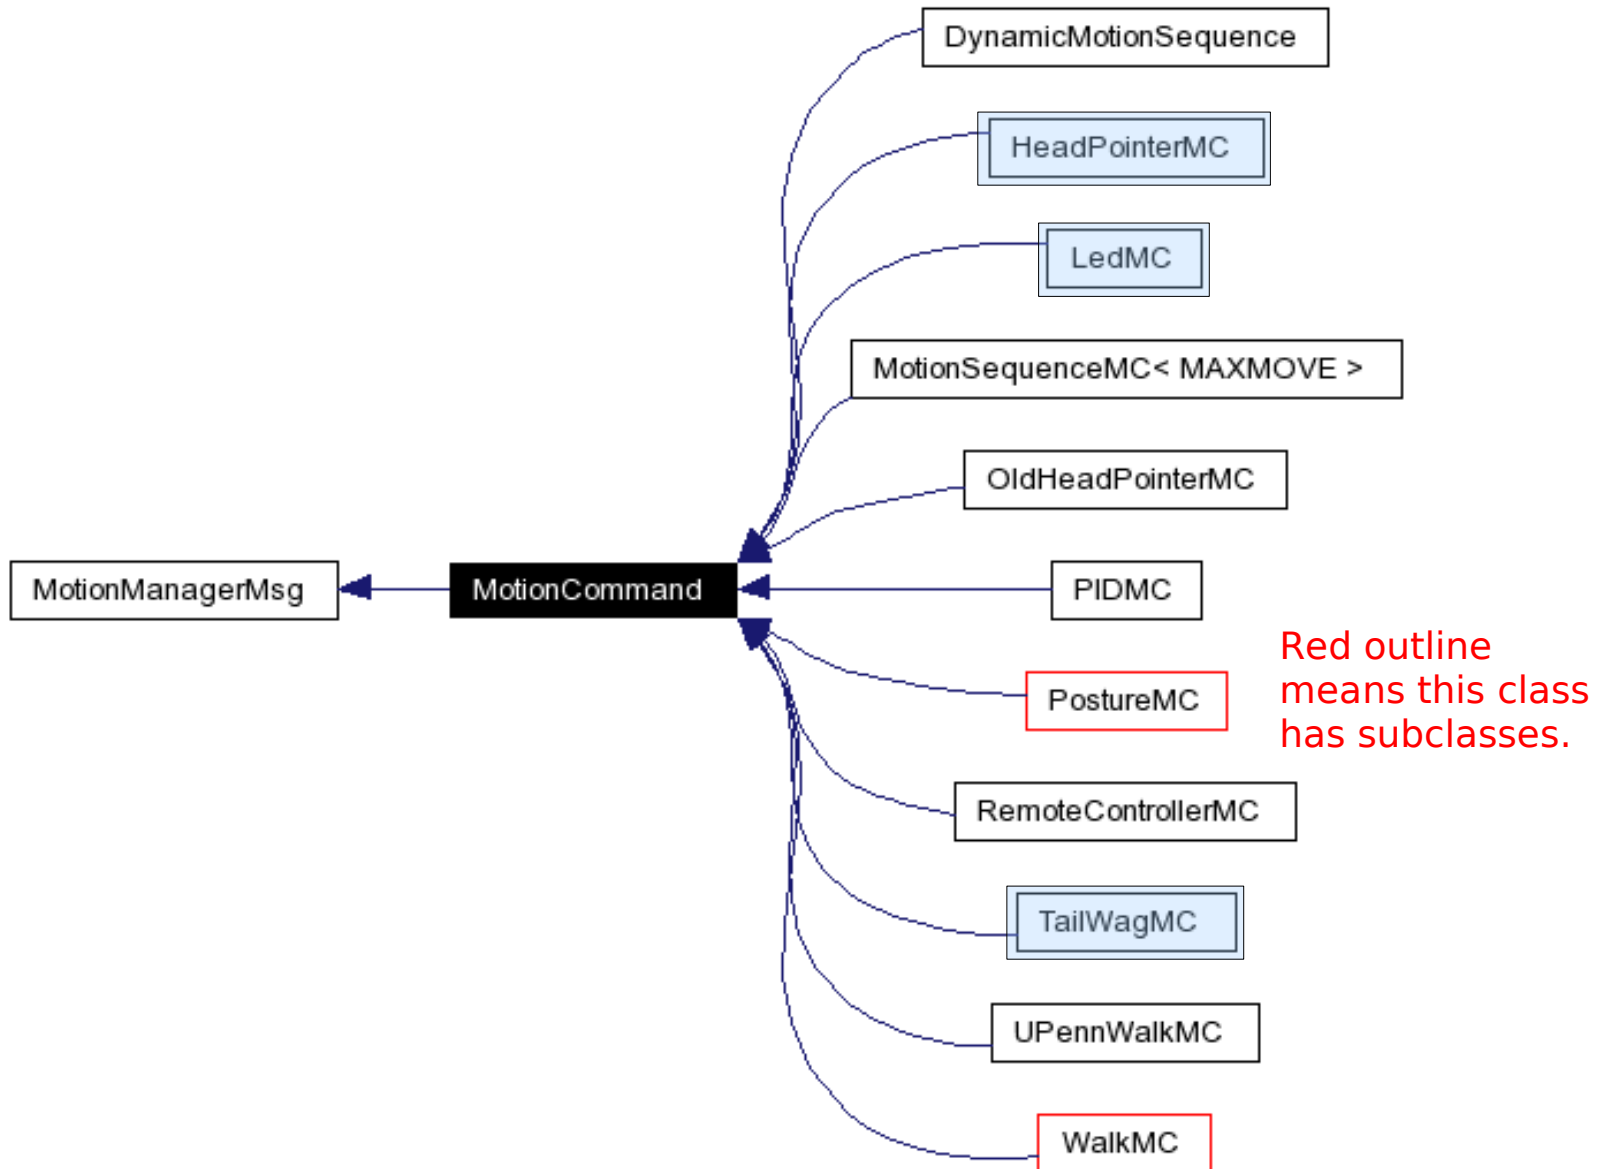 DynamicMotionSequence
HeadPointerMC
LedMC
MotionSequenceMC< MAXMOVE >
OldHeadPointerMC
MotionManagerMsg
MotionCommand
PIDMC
Red outline
means this class
has subclasses.
PostureMC
RemoteControllerMC
TailWagMC
UPennWalkMC
WalkMC